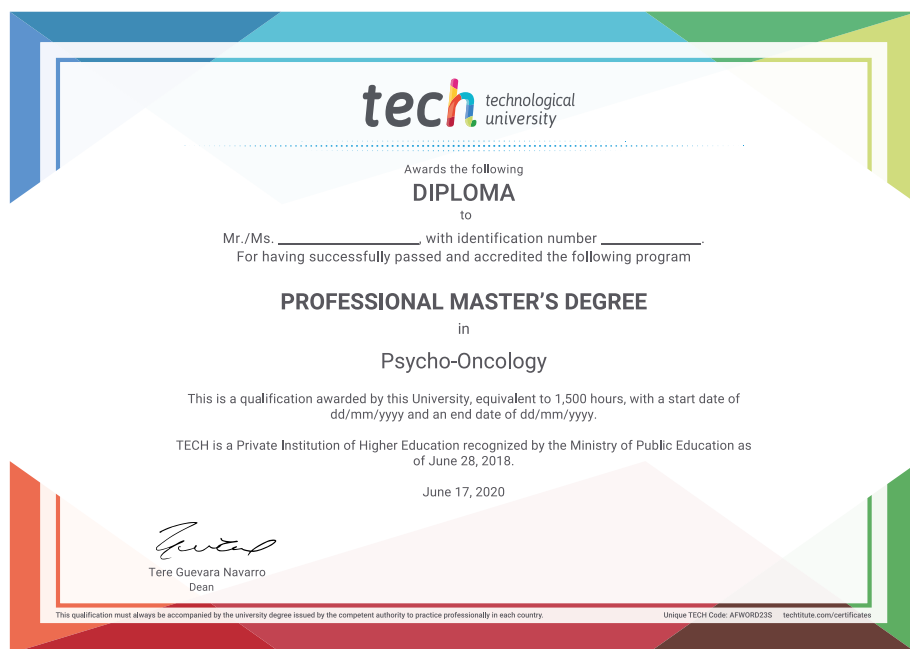 tech technological
university
Awards the following
DIPLOMA
to
Mr./Ms. ________________, with identification number ____________.
For having successfully passed and accredited the following program
PROFESSIONAL MASTER'S DEGREE
in
Psycho-Oncology
This is a qualification awarded by this University, equivalent to 1,500 hours, with a start date of
dd/mm/yyyy and an end date of dd/mm/yyyy.
TECH is a Private Institution of Higher Education recognized by the Ministry of Public Education as
of June 28, 2018.
June 17, 2020
Tere Guevara Navarro
Dean
This qualification must always be accompanied by the university degree issued by the competent authority to practice professionally in each country. Unique TECH Code: AFWORD23S techtitute.com/certificates